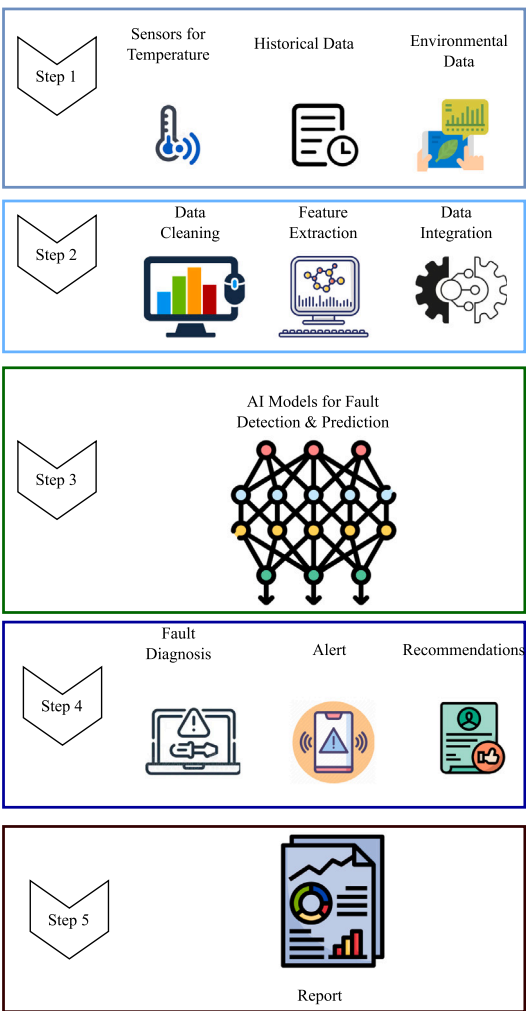 Step 1
Sensors for
Temperature
Historical Data
Environmental
Data
Step 2
Data
Cleaning
Feature
Extraction
Data
Integration
Step 3
AI Models for Fault
Detection & Prediction
Step 4
Fault
Diagnosis
Alert
Recommendations
Step 5
Report